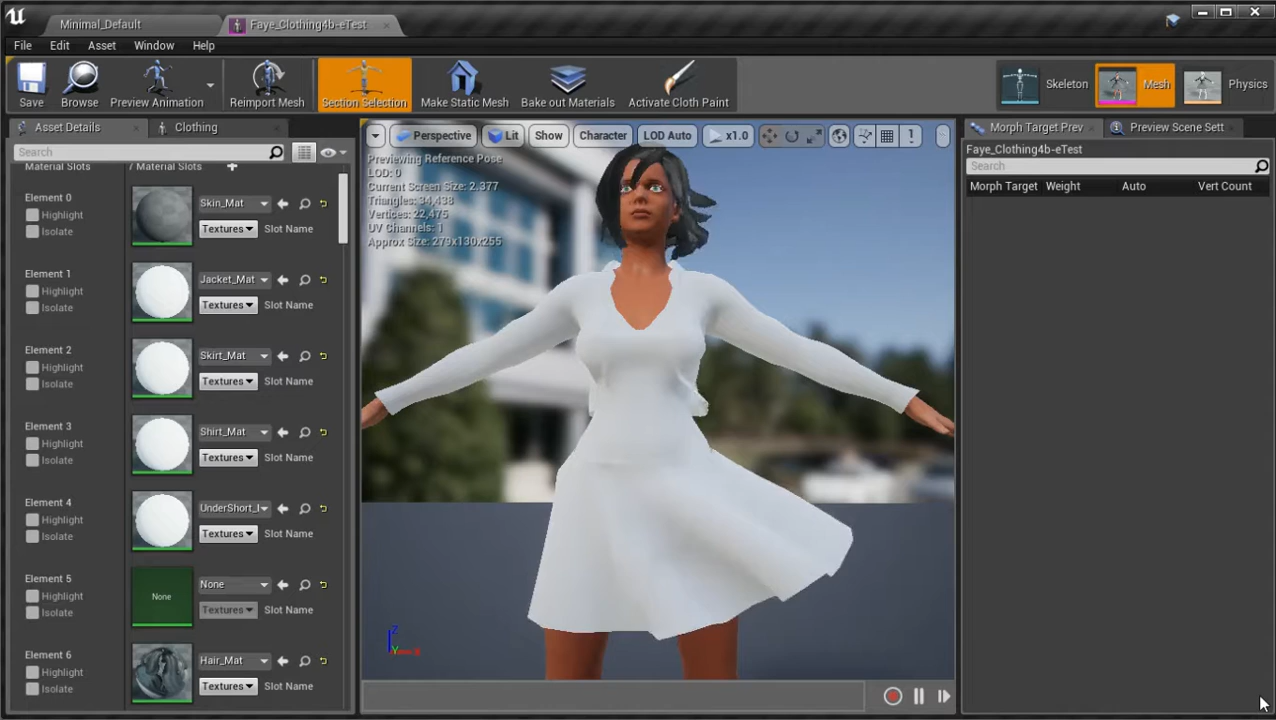 Minimal_Default
Faye_Clothing4b-eTest
File Edit Asset Window Help
Save
Browse
Preview Animation
Reimport Mesh
Section Selection
Make Static Mesh
Bake out Materials
Activate Cloth Paint
Skeleton
Mesh
Physics
Asset Details
Clothing
Search
Material Slots
7 Material Slots
Element 0
Highlight
Isolate
Skin_Mat
Textures
Slot Name
Element 1
Highlight
Isolate
Jacket_Mat
Textures
Slot Name
Element 2
Highlight
Isolate
Skirt_Mat
Textures
Slot Name
Element 3
Highlight
Isolate
Shirt_Mat
Textures
Slot Name
Element 4
Highlight
Isolate
UnderShort_
Textures
Slot Name
Element 5
Highlight
Isolate
None
None
Textures
Slot Name
Element 6
Highlight
Isolate
Hair_Mat
Textures
Slot Name
Perspective
Lit
Show
Character
LOD Auto
x1.0
Previewing Reference Pose
LOD: 0
Current Screen Size: 2.377
Triangles: 34,438
Vertices: 22,475
UV Channels: 1
Approx Size: 279x130x255
Z
Y
X
Morph Target Prev
Preview Scene Sett
Faye_Clothing4b-eTest
Search
Morph Target Weight Auto Vert Count